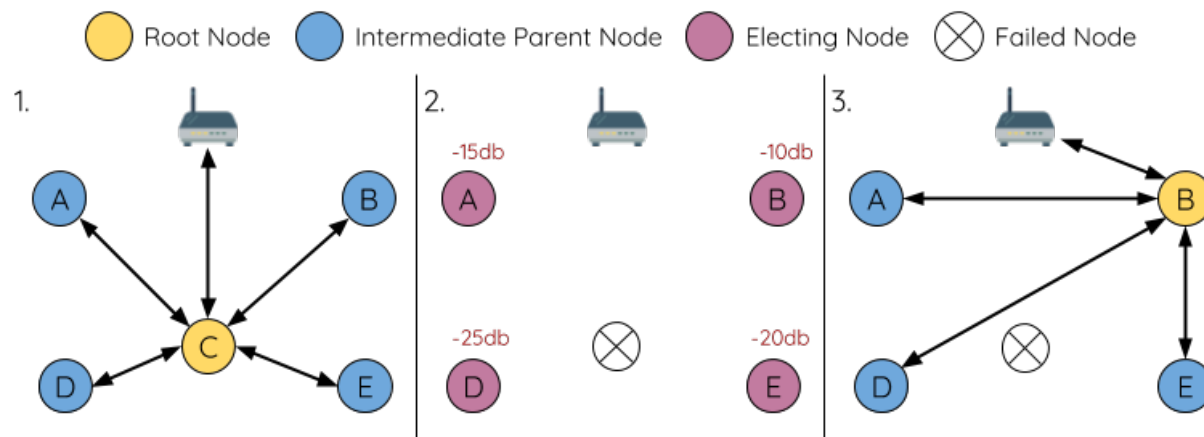 Root Node Intermediate Parent Node Electing Node Failed Node
1. 2. 3.
-15db -10db
A B A B A B
-25db -20db
C
D E D E D E